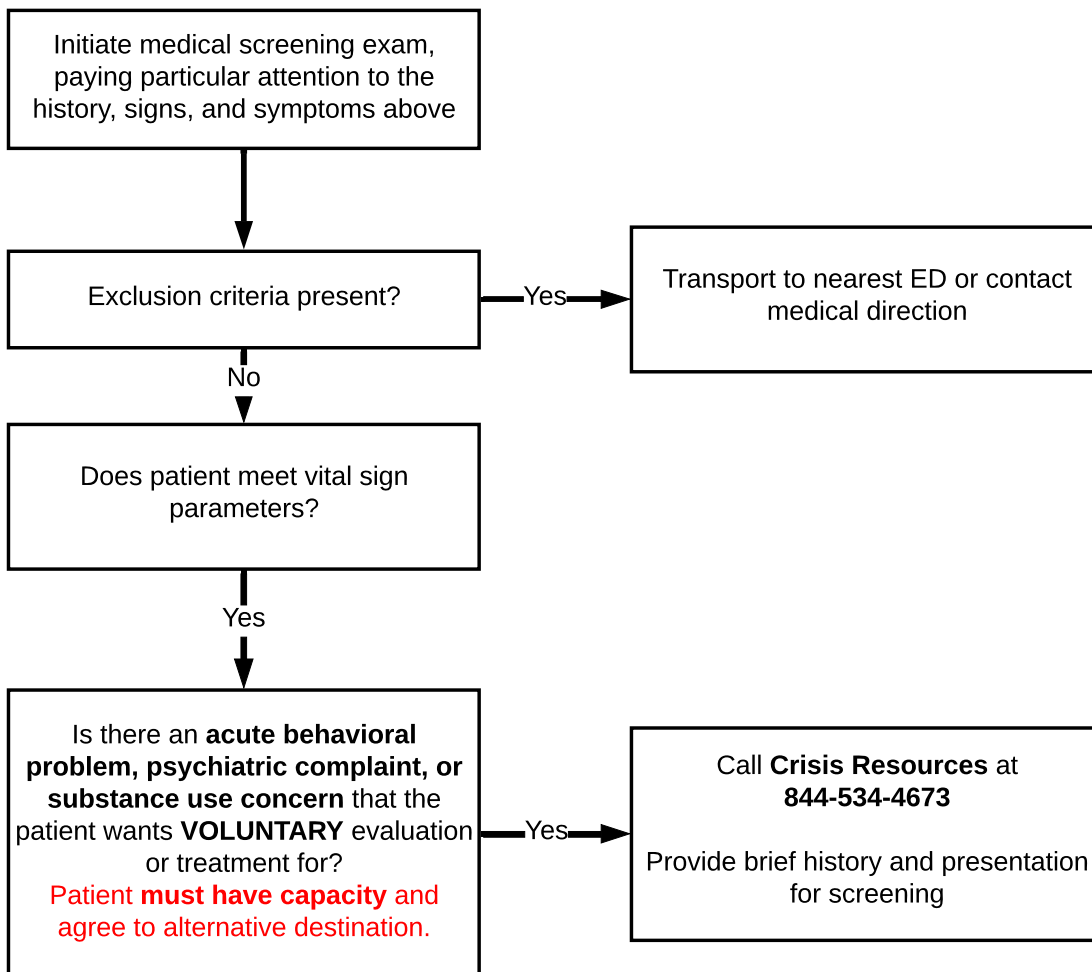 Initiate medical screening exam,
paying particular attention to the
history, signs, and symptoms above
Exclusion criteria present?
Yes
Transport to nearest ED or contact
medical direction
No
Does patient meet vital sign
parameters?
Yes
Is there an acute behavioral
problem, psychiatric complaint, or
substance use concern that the
patient wants VOLUNTARY evaluation
or treatment for?
Patient must have capacity and
agree to alternative destination.
Yes
Call Crisis Resources at
844-534-4673
Provide brief history and presentation
for screening